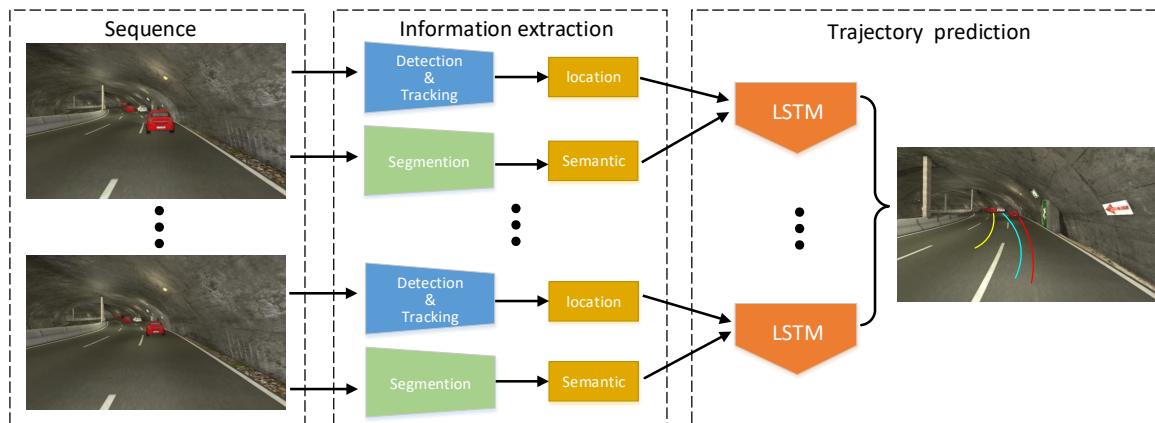 Sequence
Information extraction
Trajectory prediction
Detection
&
Tracking
location
LSTM
Segmention
Semantic
Detection
&
Tracking
location
LSTM
Segmention
Semantic